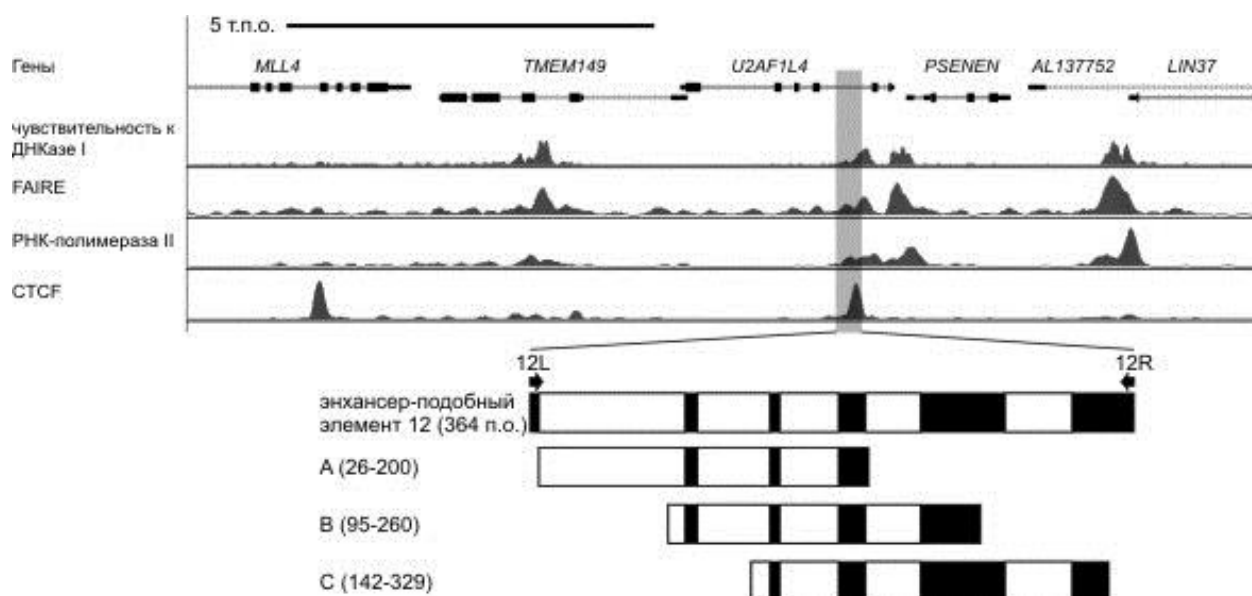 5 т.п.о.
Гены
MLL4 TMEM149 U2AF1L4 PSENEN AL137752 LIN37
чувствительность к
ДНКазе I
FAIRE
РНК-полимераза II
CTCF
12L 12R
энхансер-подобный
элемент 12 (364 п.о.)
A (26-200)
B (95-260)
C (142-329)